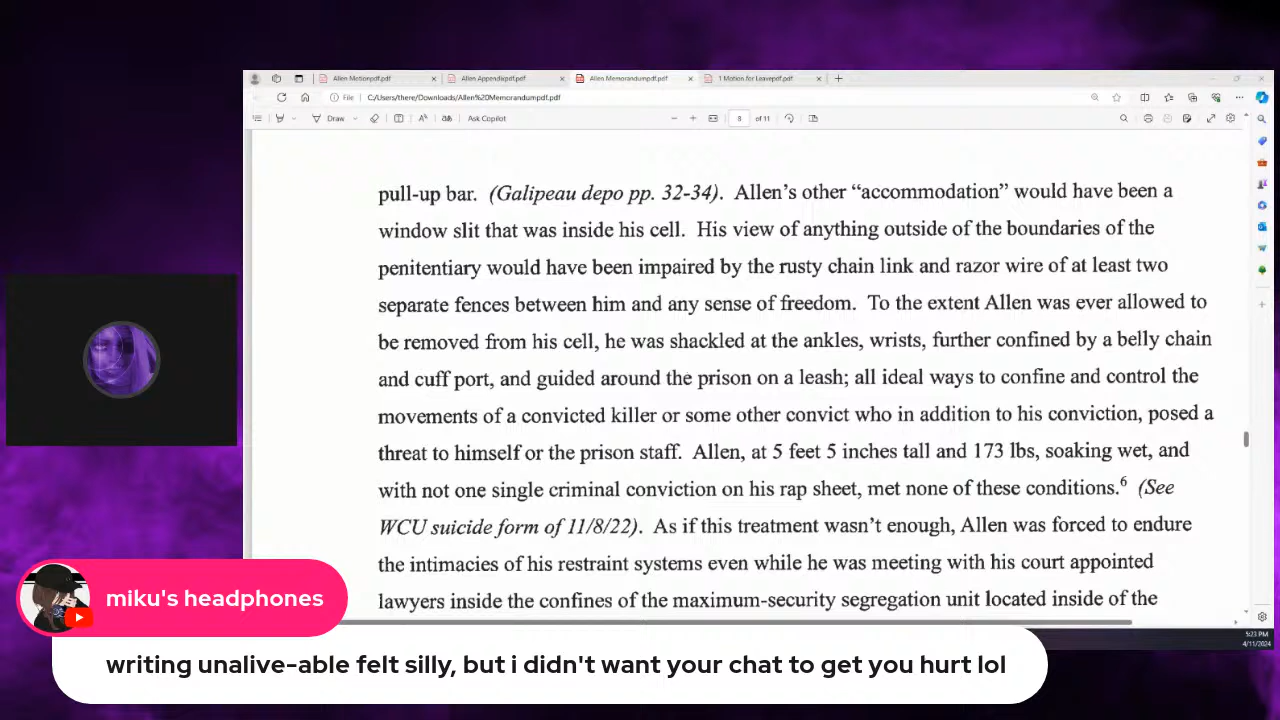 Allen Motionpdf.pdf
Allen Appendixpdf.pdf
Allen Memorandumpdf.pdf
1 Motion for Leavepdf.pdf
File
C:/Users/there/Downloads/Allen%20Memorandumpdf.pdf
Draw
Ask Copilot
8 of 11
pull-up bar. (Galipeau depo pp. 32-34). Allen’s other “accommodation” would have been a
window slit that was inside his cell. His view of anything outside of the boundaries of the
penitentiary would have been impaired by the rusty chain link and razor wire of at least two
separate fences between him and any sense of freedom. To the extent Allen was ever allowed to
be removed from his cell, he was shackled at the ankles, wrists, further confined by a belly chain
and cuff port, and guided around the prison on a leash; all ideal ways to confine and control the
movements of a convicted killer or some other convict who in addition to his conviction, posed a
threat to himself or the prison staff. Allen, at 5 feet 5 inches tall and 173 lbs, soaking wet, and
with not one single criminal conviction on his rap sheet, met none of these conditions.6 (See
WCU suicide form of 11/8/22). As if this treatment wasn’t enough, Allen was forced to endure
the intimacies of his restraint systems even while he was meeting with his court appointed
lawyers inside the confines of the maximum-security segregation unit located inside of the
miku's headphones
writing unalive-able felt silly, but i didn't want your chat to get you hurt lol
5:23 PM
4/11/2024